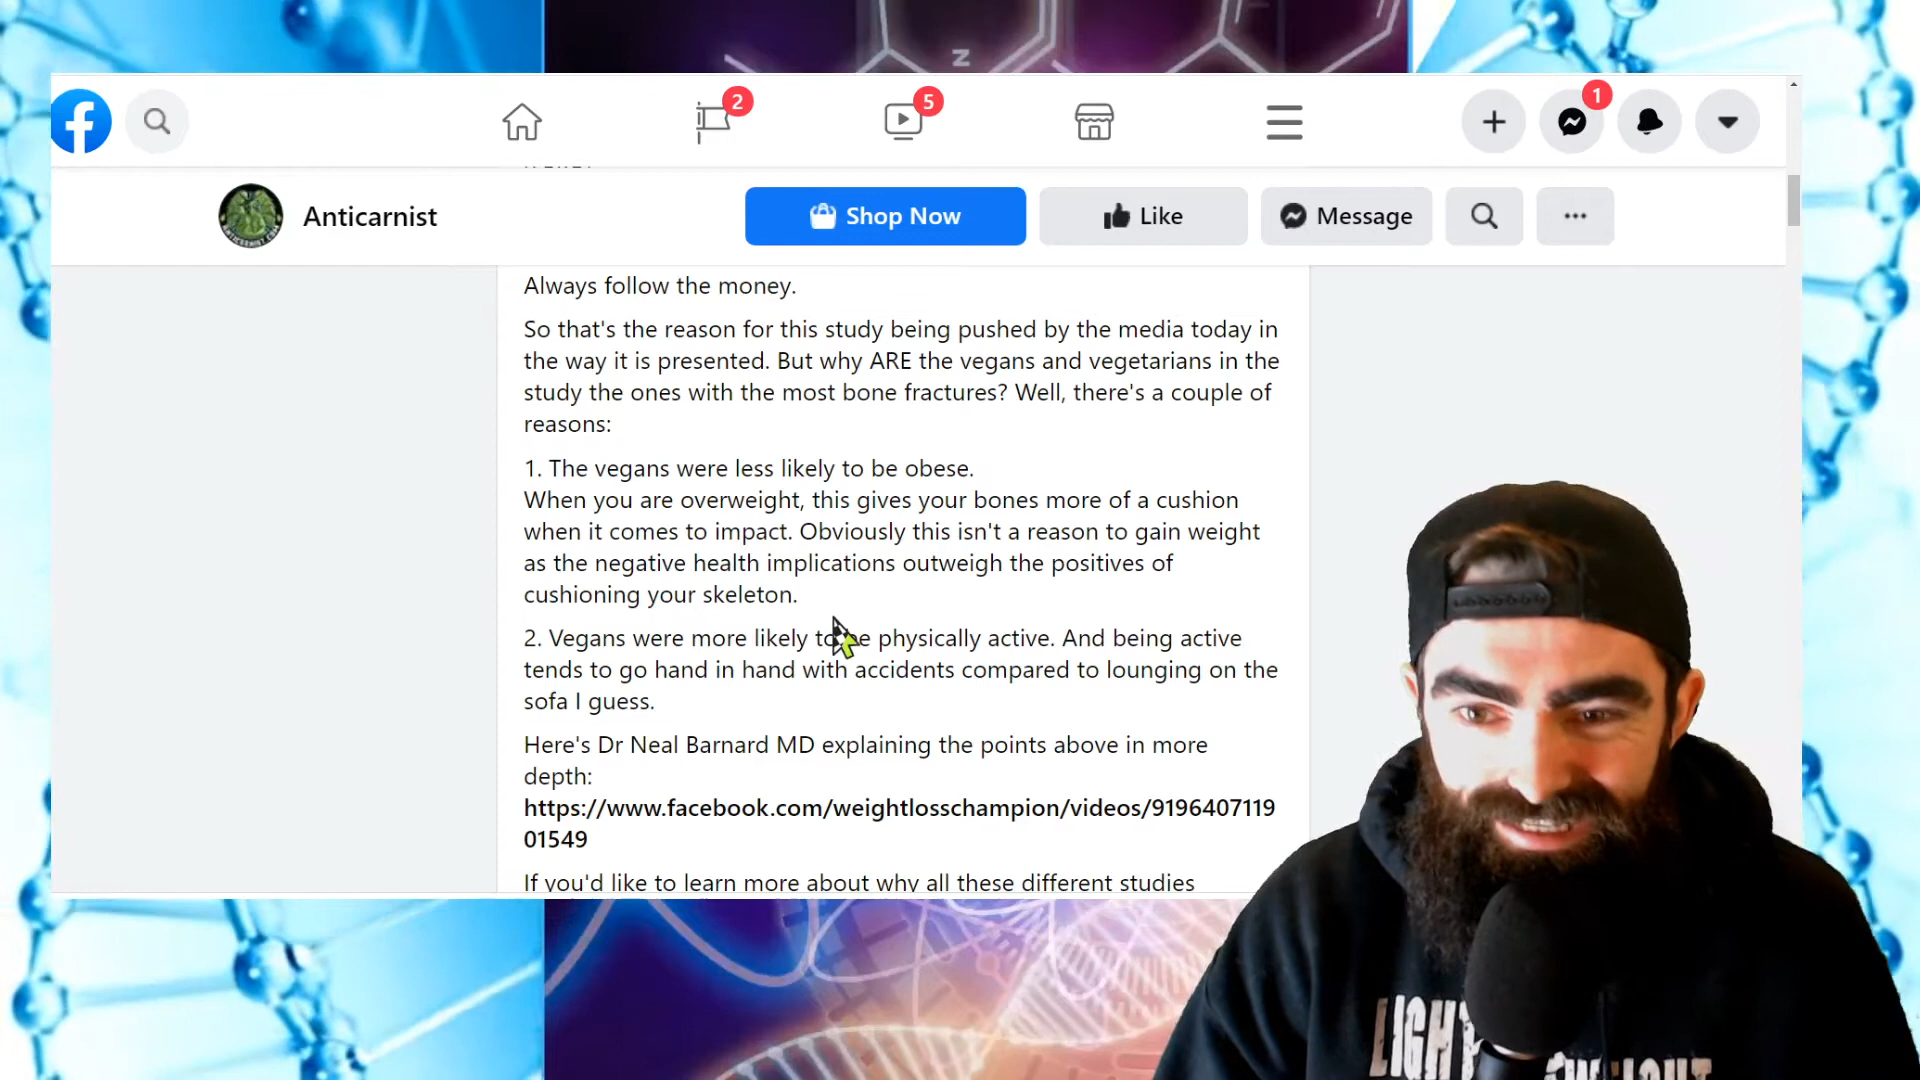 N
2
5
1
Anticarnist
Shop Now
Like
Message
Always follow the money.
So that's the reason for this study being pushed by the media today in
the way it is presented. But why ARE the vegans and vegetarians in the
study the ones with the most bone fractures? Well, there's a couple of
reasons:
1. The vegans were less likely to be obese.
When you are overweight, this gives your bones more of a cushion
when it comes to impact. Obviously this isn't a reason to gain weight
as the negative health implications outweigh the positives of
cushioning your skeleton.
2. Vegans were more likely to be physically active. And being active
tends to go hand in hand with accidents compared to lounging on the
sofa I guess.
Here's Dr Neal Barnard MD explaining the points above in more
depth:
https://www.facebook.com/weightlosschampion/videos/9196407119
01549
If you'd like to learn more about why all these different studies